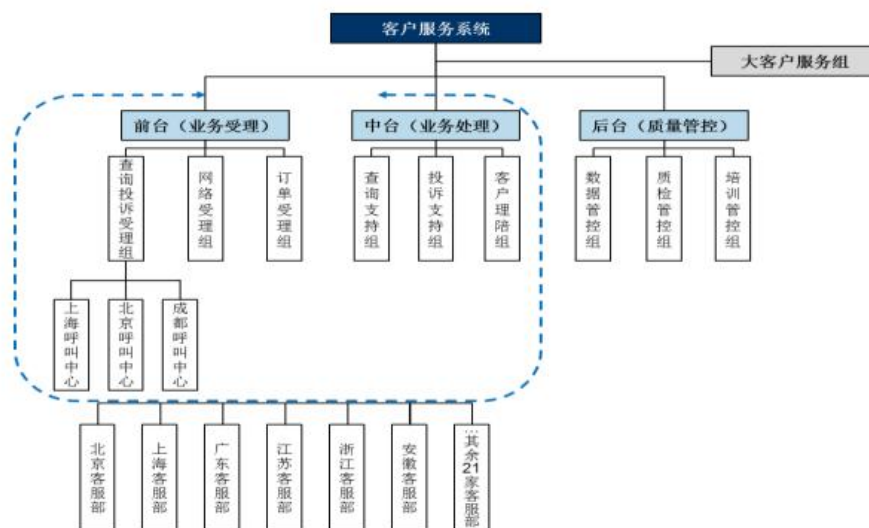 客户服务系统
大客户服务组
前台（业务受理）
中台（业务处理）
后台（质量管控）
查询投诉受理组
网络受理组
订单受理组
查询支持组
投诉支持组
客户理陪组
数据管控组
质检管控组
培训管控组
上海呼叫中心
北京呼叫中心
成都呼叫中心
北京客服部
上海客服部
广东客服部
江苏客服部
浙江客服部
安徽客服部
…其余21家客服部